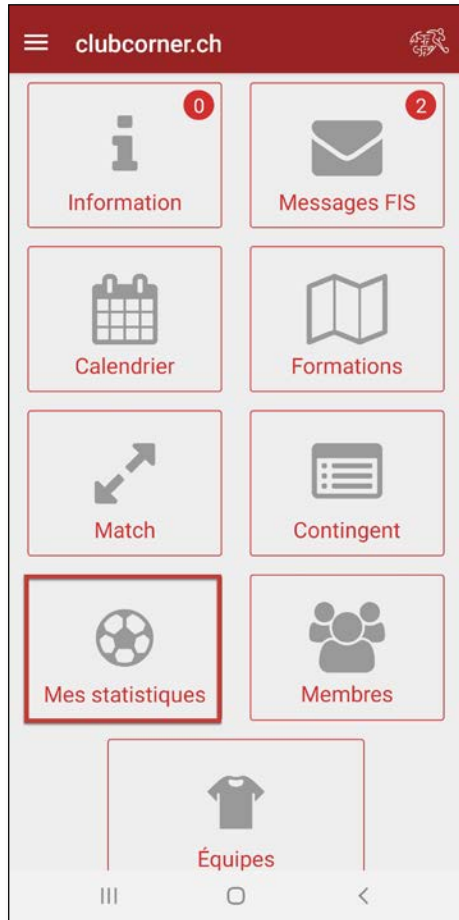 clubcorner.ch
0
2
Information
Messages FIS
Calendrier
Formations
Match
Contingent
Mes statistiques
Membres
Équipes